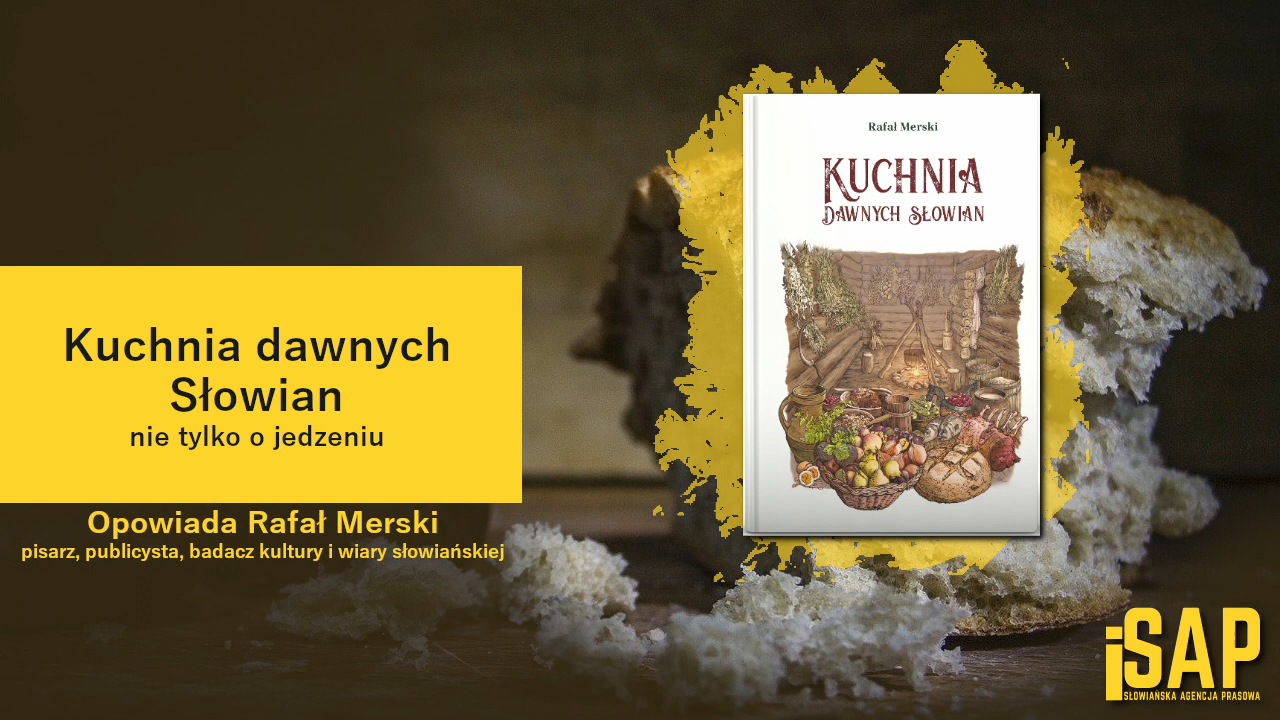 Kuchnia dawnych
Słowian
nie tylko o jedzeniu
Opowiada Rafał Merski
pisarz, publicysta, badacz kultury i wiary słowiańskiej
Rafał Merski
KUCHNIA
DAWNYCH SŁOWIAN
iSAP
SŁOWIAŃSKA AGENCJA PRASOWA